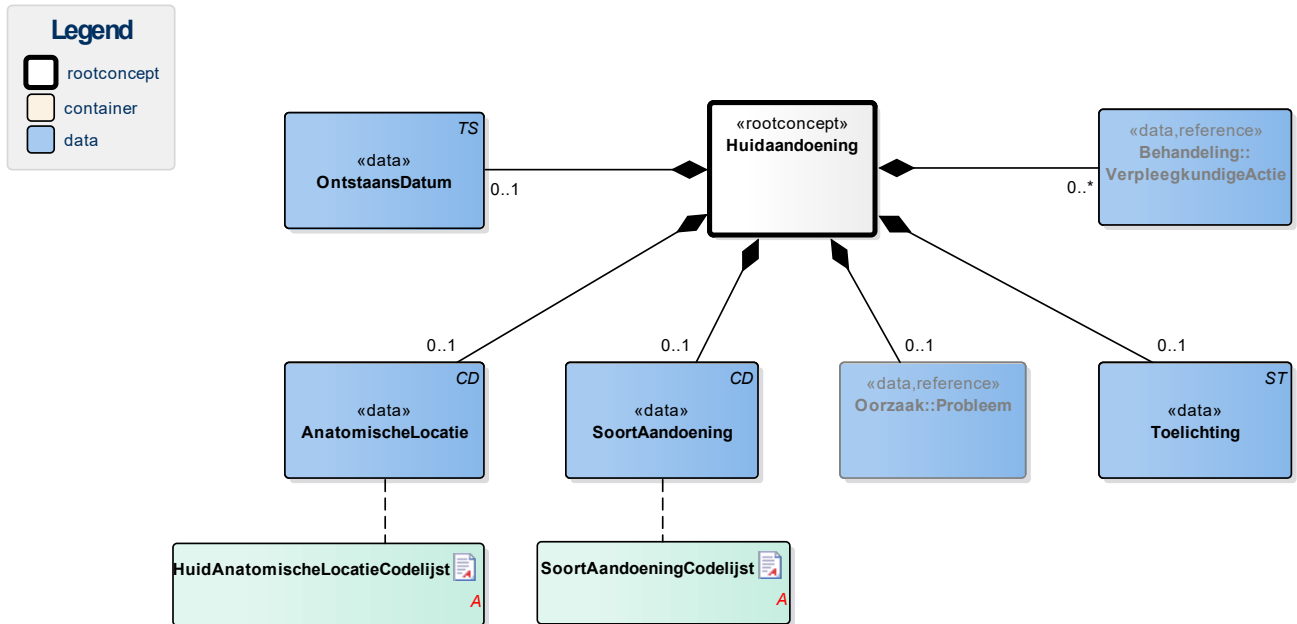 Legend
rootconcept
container
data
TS
«data»
OntstaansDatum
0..1
«rootconcept»
Huidaandoening
«data,reference»
Behandeling::
VerpleegkundigeActie
0..*
0..1
0..1
0..1
0..1
CD
«data»
AnatomischeLocatie
CD
«data»
SoortAandoening
«data,reference»
Oorzaak::Probleem
ST
«data»
Toelichting
HuidAnatomischeLocatieCodelijst
A
SoortAandoeningCodelijst
A